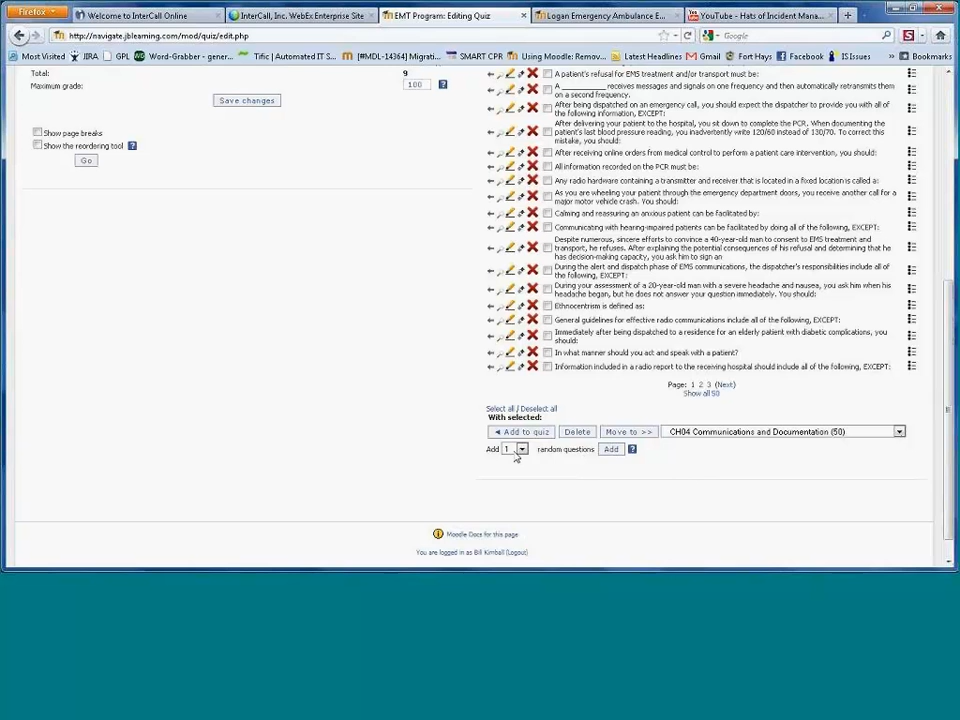 Firefox
Welcome to InterCall Online
InterCall, Inc. WebEx Enterprise Site
EMT Program: Editing Quiz
Logan Emergency Ambulance E...
YouTube - Hats of Incident Mana...
http://navigate.jblearning.com/mod/quiz/edit.php
Google
Most Visited
JIRA
GPL
Word-Grabber - gener...
Tific | Automated IT S...
[#MDL-14364] Migrati...
SMART CPR
Using Moodle: Remov...
Latest Headlines
Gmail
Fort Hays
Facebook
IS.Issues
»
Bookmarks
Total:
9
Maximum grade:
100
Save changes
Show page breaks
Show the reordering tool
Go
A patient's refusal for EMS treatment and/or transport must be:
A __________ receives messages and signals on one frequency and then automatically retransmits them
on a second frequency.
After being dispatched on an emergency call, you should expect the dispatcher to provide you with all of
the following information, EXCEPT:
After delivering your patient to the hospital, you sit down to complete the PCR. When documenting the
patient's last blood pressure reading, you inadvertently write 120/60 instead of 130/70. To correct this
mistake, you should:
After receiving online orders from medical control to perform a patient care intervention, you should:
All information recorded on the PCR must be:
Any radio hardware containing a transmitter and receiver that is located in a fixed location is called a:
As you are wheeling your patient through the emergency department doors, you receive another call for a
major motor vehicle crash. You should:
Calming and reassuring an anxious patient can be facilitated by:
Communicating with hearing-impaired patients can be facilitated by doing all of the following, EXCEPT:
Despite numerous, sincere efforts to convince a 40-year-old man to consent to EMS treatment and
transport, he refuses. After explaining the potential consequences of his refusal and determining that he
has decision-making capacity, you ask him to sign an
During the alert and dispatch phase of EMS communications, the dispatcher's responsibilities include all of
the following, EXCEPT:
During your assessment of a 20-year-old man with a severe headache and nausea, you ask him when his
headache began, but he does not answer your question immediately. You should:
Ethnocentrism is defined as:
General guidelines for effective radio communications include all of the following, EXCEPT:
Immediately after being dispatched to a residence for an elderly patient with diabetic complications, you
should:
In what manner should you act and speak with a patient?
Information included in a radio report to the receiving hospital should include all of the following, EXCEPT:
Page: 1 2 3 (Next)
Show all 50
Select all / Deselect all
With selected:
◄ Add to quiz
Delete
Move to >>
CH04 Communications and Documentation (50)
Add 1 random questions Add
Moodle Docs for this page
You are logged in as Bill Kimball (Logout)